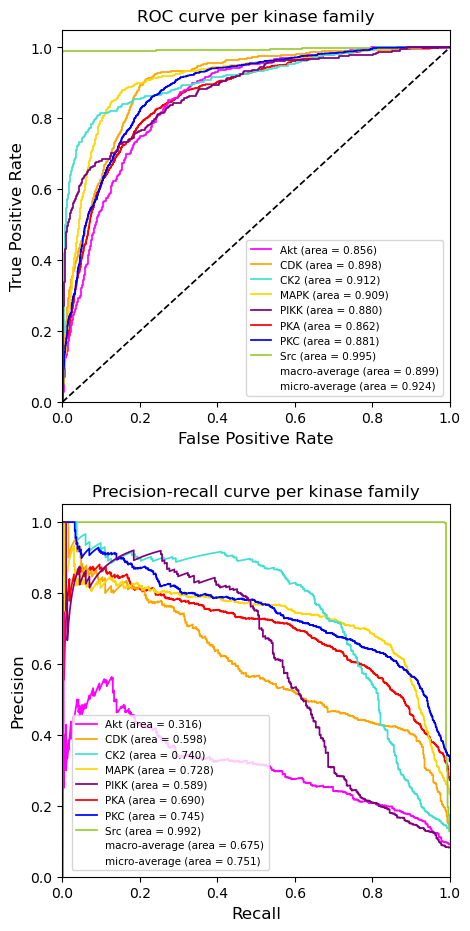 ROC curve per kinase family
True Positive Rate
1.0
0.8
0.6
0.4
0.2
0.0
Akt (area = 0.856)
CDK (area = 0.898)
CK2 (area = 0.912)
MAPK (area = 0.909)
PIKK (area = 0.880)
PKA (area = 0.862)
PKC (area = 0.881)
Src (area = 0.995)
macro-average (area = 0.899)
micro-average (area = 0.924)
0.0 0.2 0.4 0.6 0.8 1.0
False Positive Rate
Precision-recall curve per kinase family
Precision
1.0
0.8
0.6
0.4
0.2
0.0
Akt (area = 0.316)
CDK (area = 0.598)
CK2 (area = 0.740)
MAPK (area = 0.728)
PIKK (area = 0.589)
PKA (area = 0.690)
PKC (area = 0.745)
Src (area = 0.992)
macro-average (area = 0.675)
micro-average (area = 0.751)
0.0 0.2 0.4 0.6 0.8 1.0
Recall